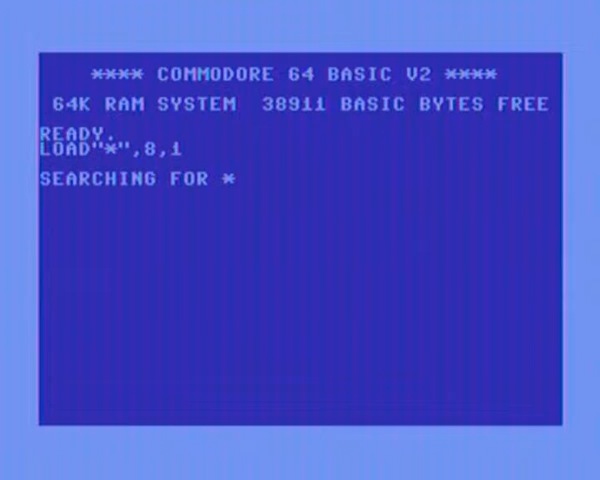 **** COMMODORE 64 BASIC V2 ****
64K RAM SYSTEM  38911 BASIC BYTES FREE
READY.
LOAD"*",8,1
SEARCHING FOR *